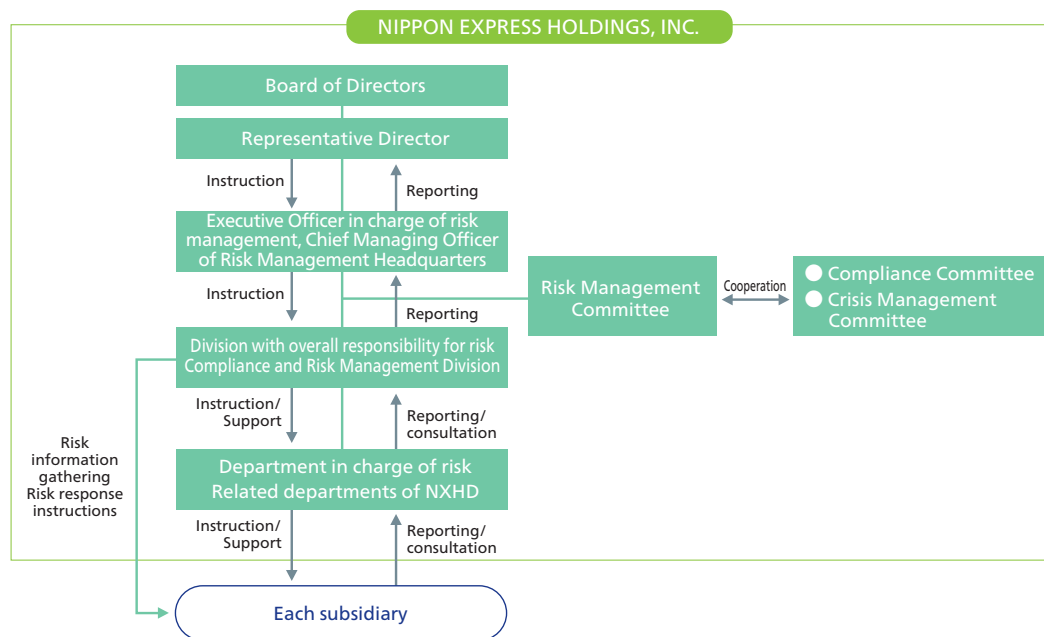 NIPPON EXPRESS HOLDINGS, INC.
Board of Directors
Representative Director
Instruction
Reporting
Executive Officer in charge of risk
management, Chief Managing Officer
of Risk Management Headquarters
Instruction
Reporting
Risk Management
Committee
Cooperation
Compliance Committee
Crisis Management
Committee
Division with overall responsibility for risk
Compliance and Risk Management Division
Instruction/
Support
Reporting/
consultation
Risk
information
gathering
Risk response
instructions
Department in charge of risk
Related departments of NXHD
Instruction/
Support
Reporting/
consultation
Each subsidiary